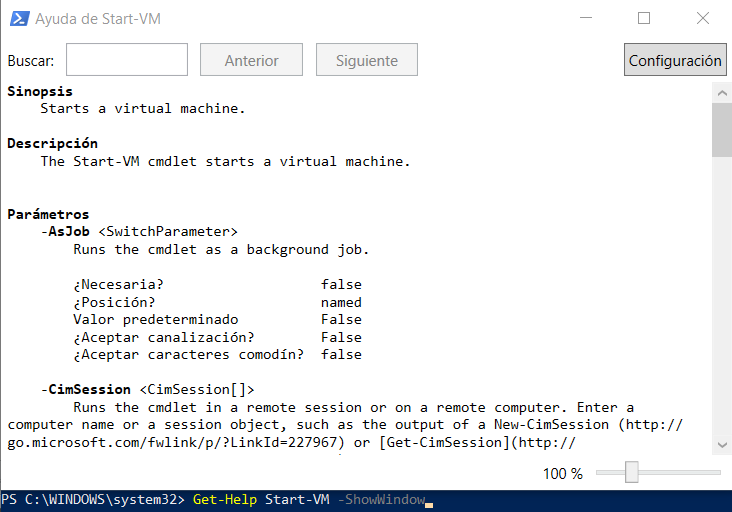 Ayuda de Start-VM
Buscar: Anterior Siguiente Configuración
Sinopsis
Starts a virtual machine.
Descripción
The Start-VM cmdlet starts a virtual machine.
Parámetros
-AsJob <SwitchParameter>
Runs the cmdlet as a background job.
¿Necesaria? false
¿Posición? named
Valor predeterminado False
¿Aceptar canalización? False
¿Aceptar caracteres comodín? false
-CimSession <CimSession[]>
Runs the cmdlet in a remote session or on a remote computer. Enter a
computer name or a session object, such as the output of a New-CimSession (http://
go.microsoft.com/fwlink/p/?LinkId=227967) or [Get-CimSession](http://
100 %
PS C:\WINDOWS\system32> Get-Help Start-VM -ShowWindow